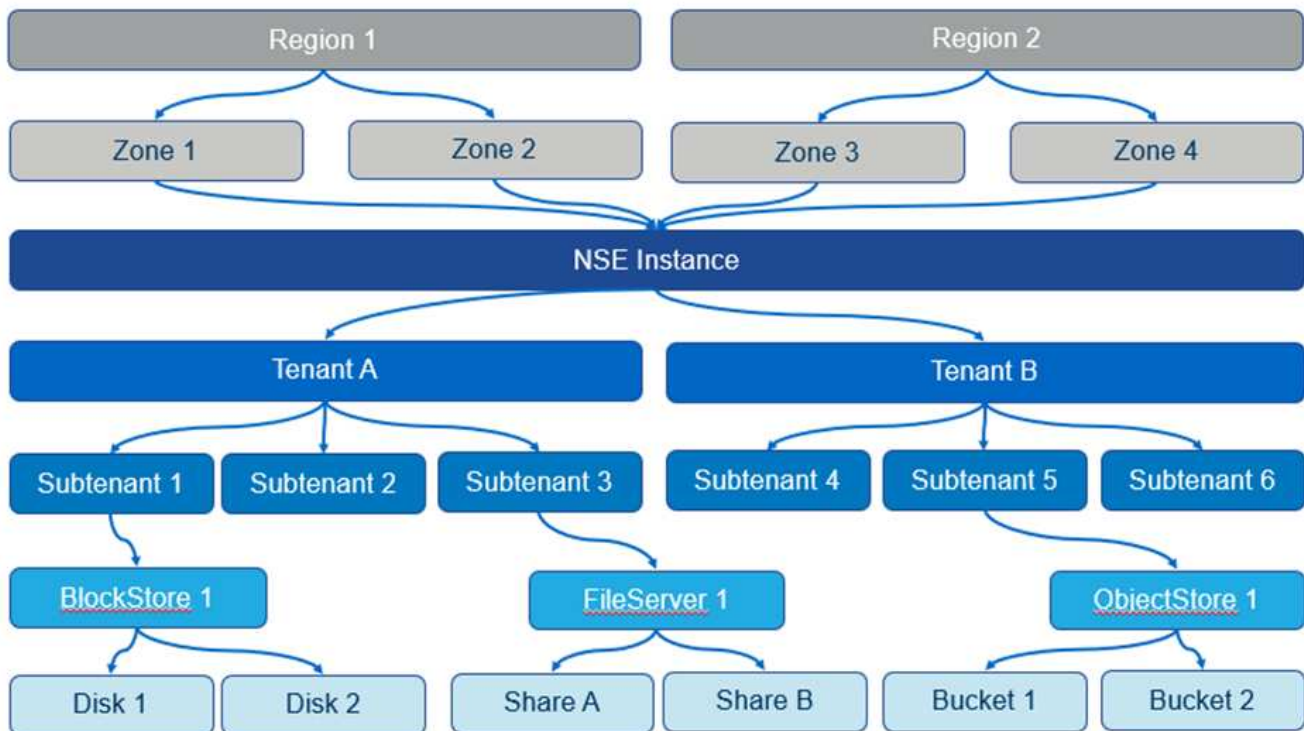 Region 1
Region 2
Zone 1
Zone 2
Zone 3
Zone 4
NSE Instance
Tenant A
Tenant B
Subtenant 1
Subtenant 2
Subtenant 3
Subtenant 4
Subtenant 5
Subtenant 6
BlockStore 1
FileServer 1
ObjectStore 1
Disk 1
Disk 2
Share A
Share B
Bucket 1
Bucket 2